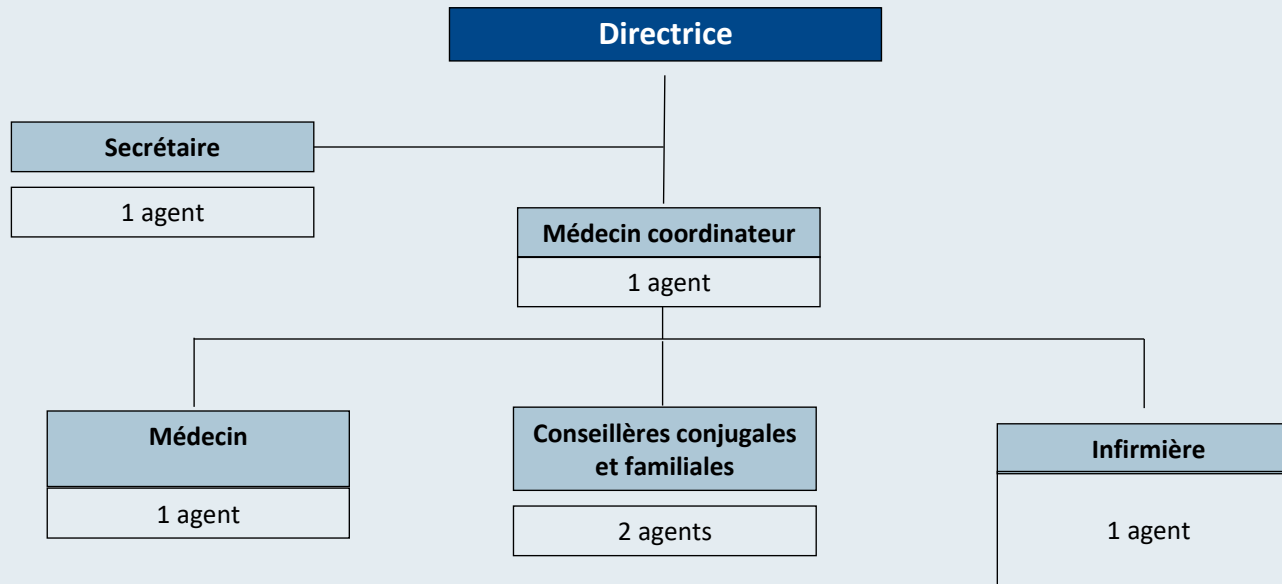 Directrice
Secrétaire
1 agent
Médecin coordinateur
1 agent
Médecin
1 agent
Conseillères conjugales
et familiales
2 agents
Infirmière
1 agent